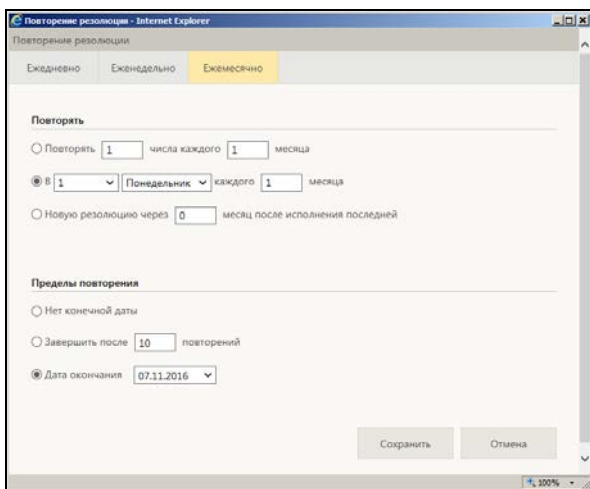 Повторение резолюции - Internet Explorer
Повторение резолюции
Ежедневно Еженедельно Ежемесячно
Повторять
Повторять 1 числа каждого 1 месяца
В 1 Понедельник каждого 1 месяца
Новую резолюцию через 0 месяц после исполнения последней
Пределы повторения
Нет конечной даты
Завершить после 10 повторений
Дата окончания 07.11.2016
Сохранить Отмена
100%